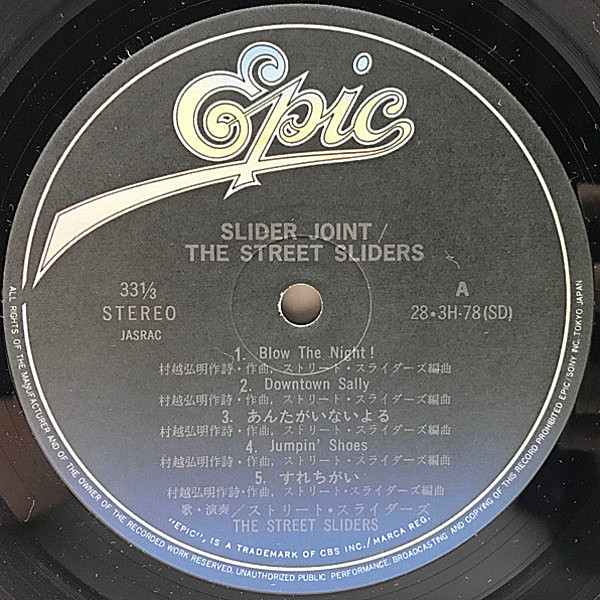 Epic
SLIDER JOINT /
THE STREET SLIDERS
33⅓
STEREO
JASRAC
A
28・3H-78(SD)
1. Blow The Night!
村越弘明作詩・作曲, ストリート・スライダーズ編曲
2. Downtown Sally
村越弘明作詩・作曲, ストリート・スライダーズ編曲
3. あんたがいないよる
村越弘明作詩・作曲, ストリート・スライダーズ編曲
4. Jumpin' Shoes
村越弘明作詩・作曲, ストリート・スライダーズ編曲
5. すれちがい
村越弘明作詩・作曲, ストリート・スライダーズ編曲
歌・演奏／ストリート・スライダーズ
THE STREET SLIDERS
"EPIC", IS A TRADEMARK OF CBS INC./MARCA REG.
ALL RIGHTS OF THE MANUFACTURER AND OF THE OWNER OF THE RECORDED WORK RESERVED. UNAUTHORIZED PUBLIC PERFORMANCE, BROADCASTING AND COPYING OF THIS RECORD PROHIBITED EPIC/SONY INC. TOKYO JAPAN